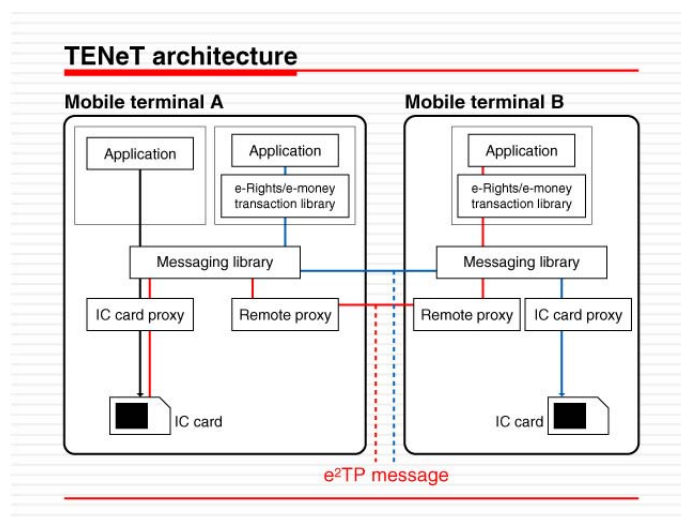 TENeT architecture
Mobile terminal A
Application
Application
e-Rights/e-money
transaction library
Messaging library
IC card proxy
Remote proxy
IC card
Mobile terminal B
Application
e-Rights/e-money
transaction library
Messaging library
Remote proxy
IC card proxy
IC card
e²TP message